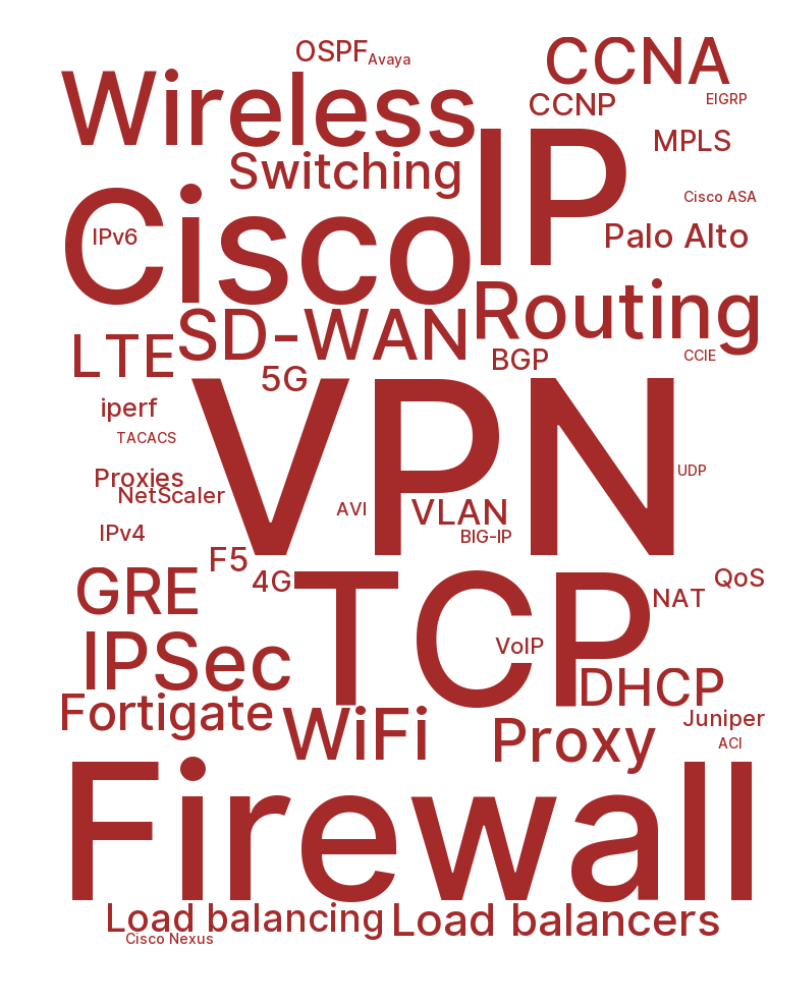 OSPF
Avaya
CCNA
Wireless
CCNP
EIGRP
MPLS
Switching
IP
Cisco ASA
Cisco
IPv6
Palo Alto
Routing
SD-WAN
LTE
BGP
CCIE
5G
iperf
VPN
TACACS
UDP
Proxies
NetScaler
AVI
VLAN
IPv4
BIG-IP
F5
4G
TCP
GRE
QoS
NAT
IPSec
VoIP
DHCP
Fortigate
WiFi
Proxy
Juniper
ACI
Firewall
Load balancing
Load balancers
Cisco Nexus